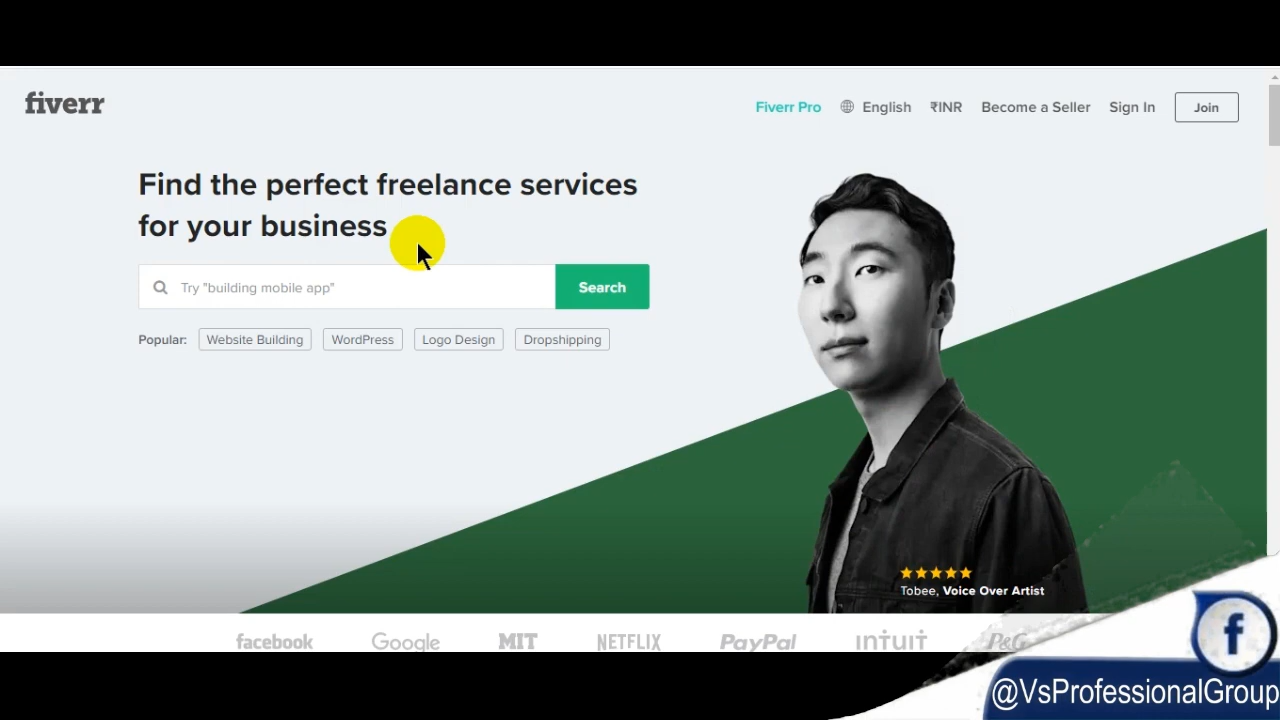 fiverr
Fiverr Pro English ₹INR Become a Seller Sign In Join
Find the perfect freelance services
for your business
Try "building mobile app" Search
Popular: Website Building WordPress Logo Design Dropshipping
Tobee, Voice Over Artist
facebook Google MIT NETFLIX PayPal intuit P&G
f
@VsProfessionalGroup